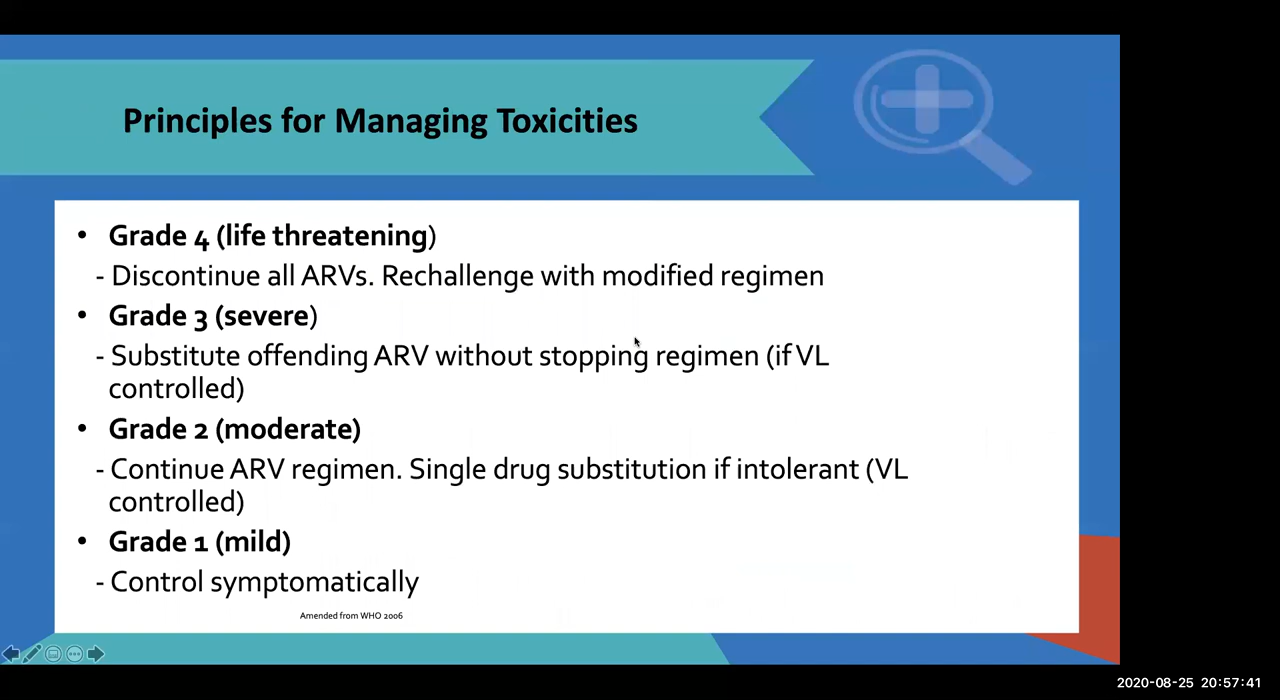 Principles for Managing Toxicities
• Grade 4 (life threatening)
- Discontinue all ARVs. Rechallenge with modified regimen
• Grade 3 (severe)
- Substitute offending ARV without stopping regimen (if VL
controlled)
• Grade 2 (moderate)
- Continue ARV regimen. Single drug substitution if intolerant (VL
controlled)
• Grade 1 (mild)
- Control symptomatically
Amended from WHO 2006
2020-08-25 20:57:41